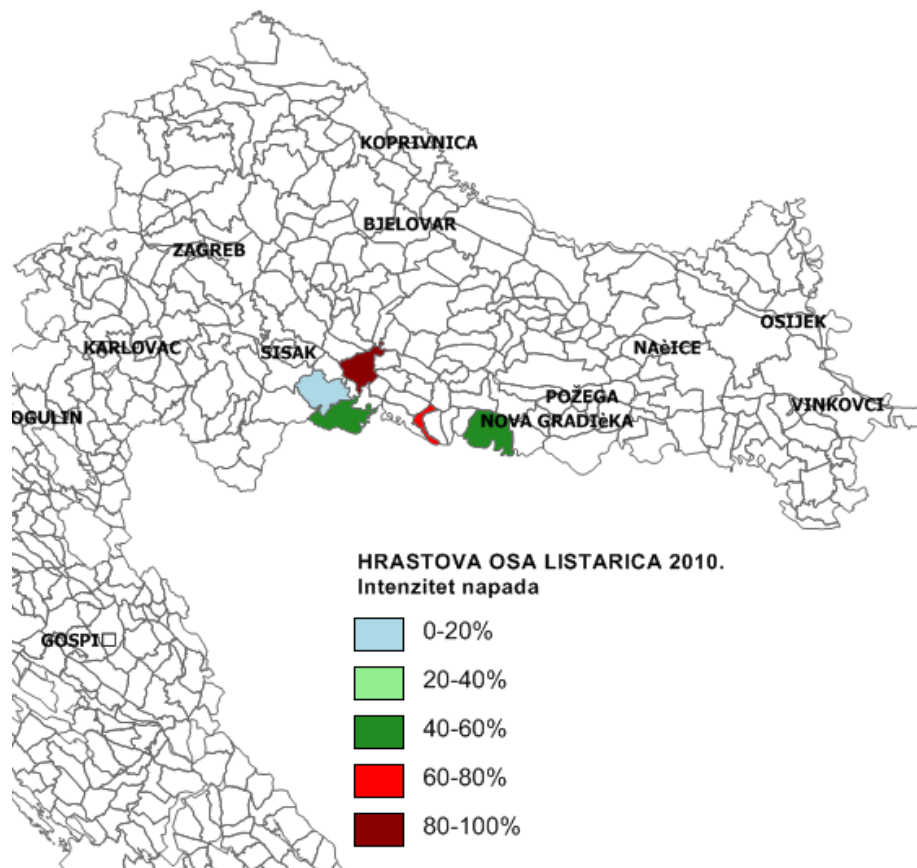 KOPRIVNICA
BJELOVAR
ZAGREB
OSIJEK
KARLOVAC
SISAK
NAèICE
POŽEGA
VINKOVCI
OGULIN
NOVA GRADIèKA
HRASTOVA OSA LISTARICA 2010.
Intenzitet napada
0-20%
GOSPI□
20-40%
40-60%
60-80%
80-100%